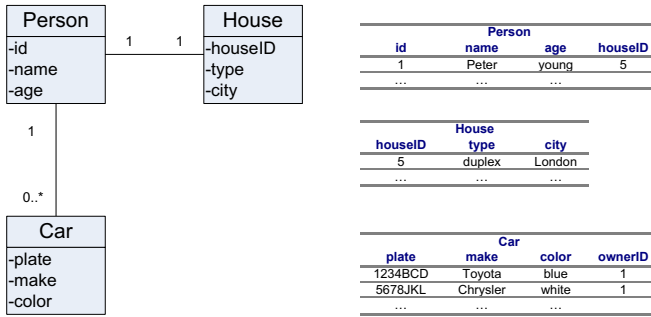 Person
-id
-name
-age
1 1
House
-houseID
-type
-city
1
0..*
Car
-plate
-make
-color
Person
id name age houseID
1 Peter young 5
... ... ...
House
houseID type city
5 duplex London
... ... ...
Car
plate make color ownerID
1234BCD Toyota blue 1
5678JKL Chrysler white 1
... ... ...